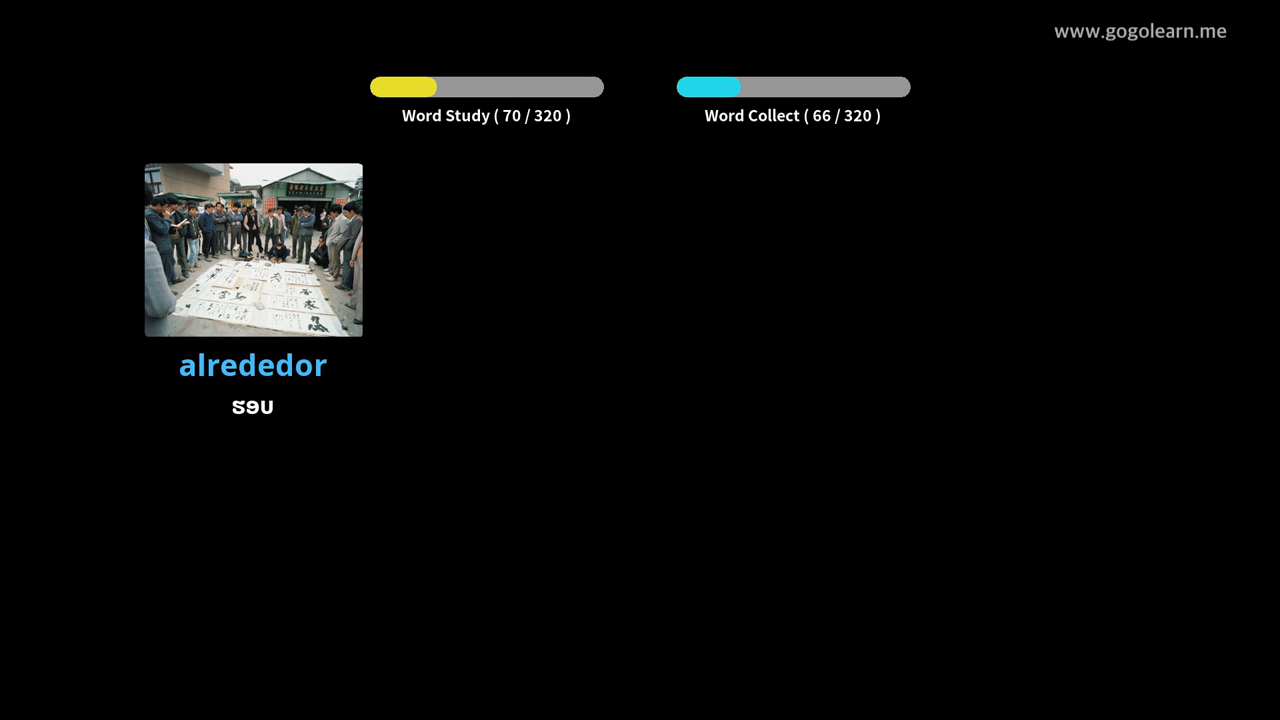 www.gogolearn.me
Word Study ( 70 / 320 )
Word Collect ( 66 / 320 )
alrededor
รอบ